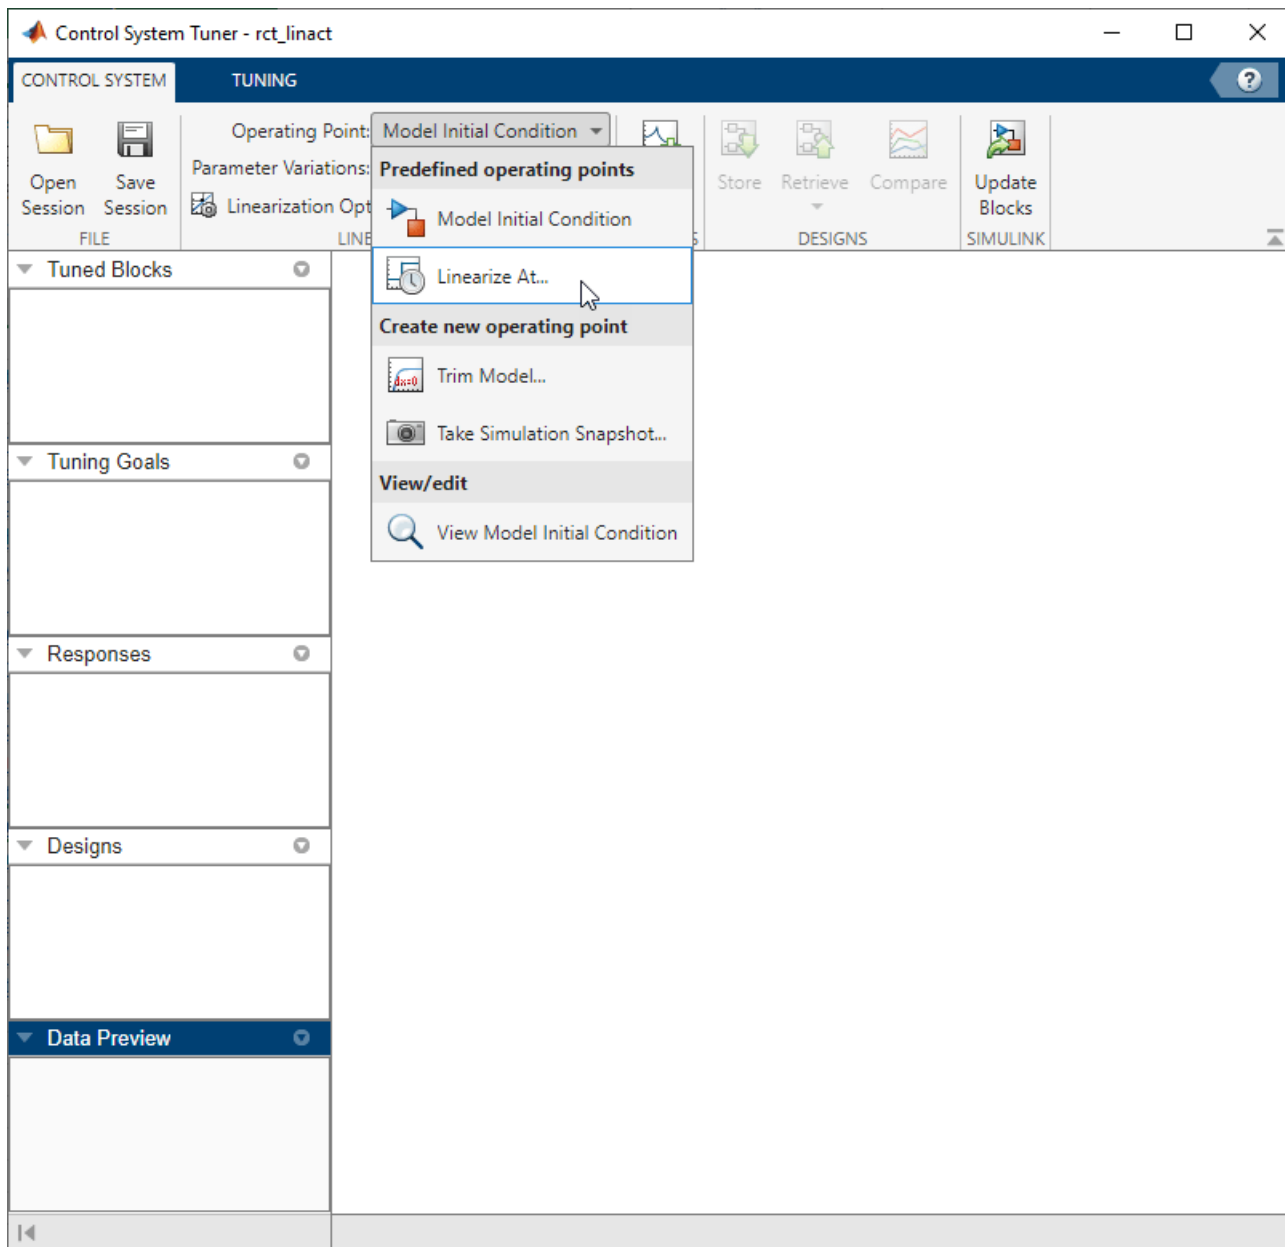 Control System Tuner - rct_linact
CONTROL SYSTEM
TUNING
?
Open Session
Save Session
FILE
Operating Point: Model Initial Condition
Parameter Variations:
Linearization Opt
LINE
Predefined operating points
Model Initial Condition
Linearize At...
Create new operating point
dx=0
Trim Model...
Take Simulation Snapshot...
View/edit
View Model Initial Condition
S
Store
Retrieve
Compare
DESIGNS
Update Blocks
SIMULINK
Tuned Blocks
Tuning Goals
Responses
Designs
Data Preview